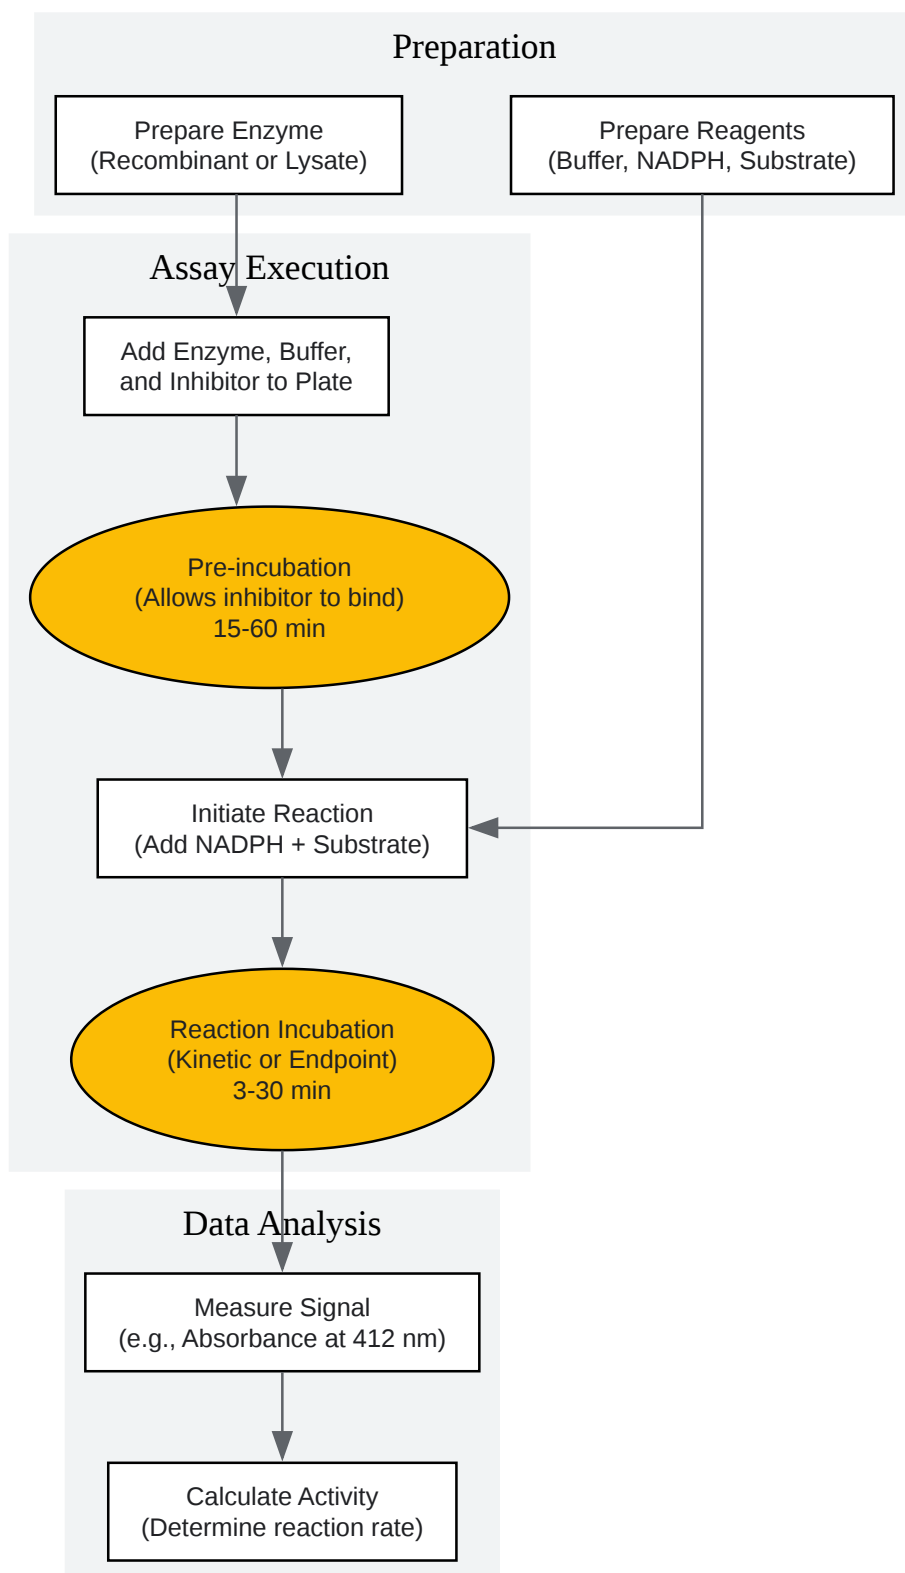 Preparation
Prepare Enzyme
(Recombinant or Lysate)
Prepare Reagents
(Buffer, NADPH, Substrate)
Assay Execution
Add Enzyme, Buffer,
and Inhibitor to Plate
Pre-incubation
(Allows inhibitor to bind)
15-60 min
Initiate Reaction
(Add NADPH + Substrate)
Reaction Incubation
(Kinetic or Endpoint)
3-30 min
Data Analysis
Measure Signal
(e.g., Absorbance at 412 nm)
Calculate Activity
(Determine reaction rate)